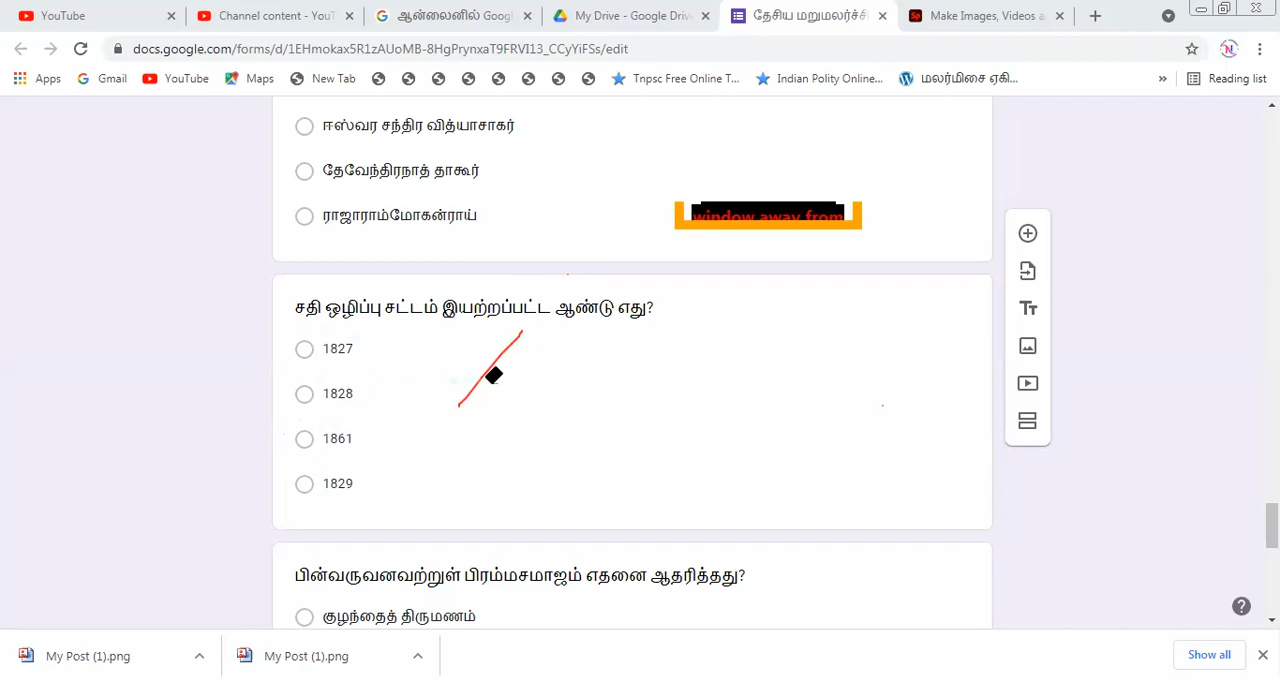 YouTube
Channel content - YouT
ஆன்லைனில் Googl
My Drive - Google Drive
தேசிய மறுமலர்ச்சி
Make Images, Videos a
docs.google.com/forms/d/1EHmokax5R1zAUoMB-8HgPrynxaT9FRVI13_CCyYiFSs/edit
Apps
Gmail
YouTube
Maps
New Tab
Tnpsc Free Online T...
Indian Polity Online...
மலர்மிசை ஏகி...
»
Reading list
ஈஸ்வர சந்திர வித்யாசாகர்
தேவேந்திரநாத் தாகூர்
ராஜாராம்மோகன்ராய்
window away from
சதி ஒழிப்பு சட்டம் இயற்றப்பட்ட ஆண்டு எது?
1827
1828
1861
1829
பின்வருவனவற்றுள் பிரம்மசமாஜம் எதனை ஆதரித்தது?
குழந்தைத் திருமணம்
My Post (1).png
My Post (1).png
Show all